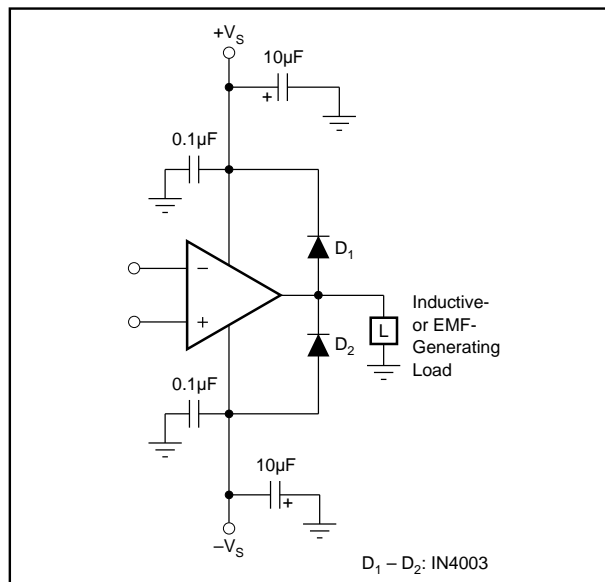 +V_S
10µF
+
0.1µF
D_1
−
+
L
Inductive-
or EMF-
Generating
Load
D_2
0.1µF
10µF
+
–V_S
D_1 – D_2: IN4003